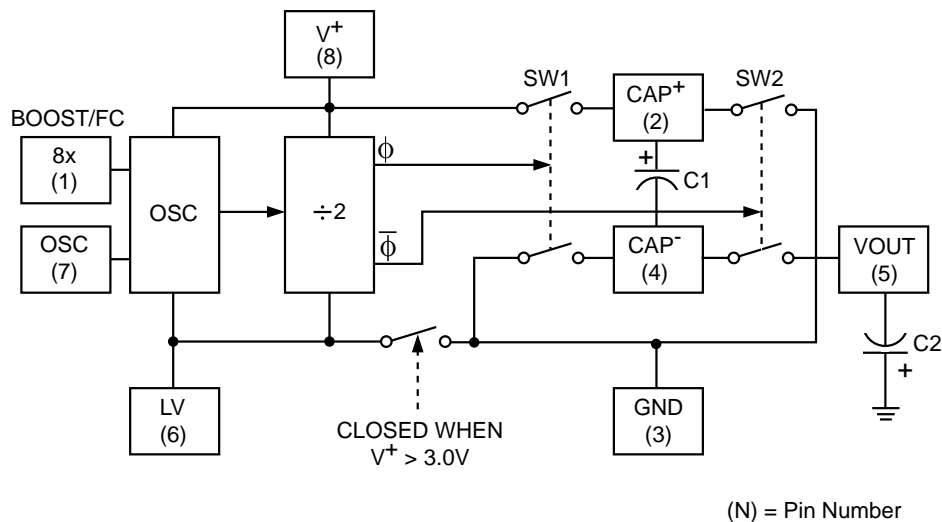 V+
(8)
SW1
CAP+
(2)
SW2
BOOST/FC
8x
(1)
OSC
ϕ
+
C1
÷2
OSC
(7)
ϕ̅
CAP-
(4)
VOUT
(5)
C2
+
LV
(6)
CLOSED WHEN
V+ > 3.0V
GND
(3)
(N) = Pin Number